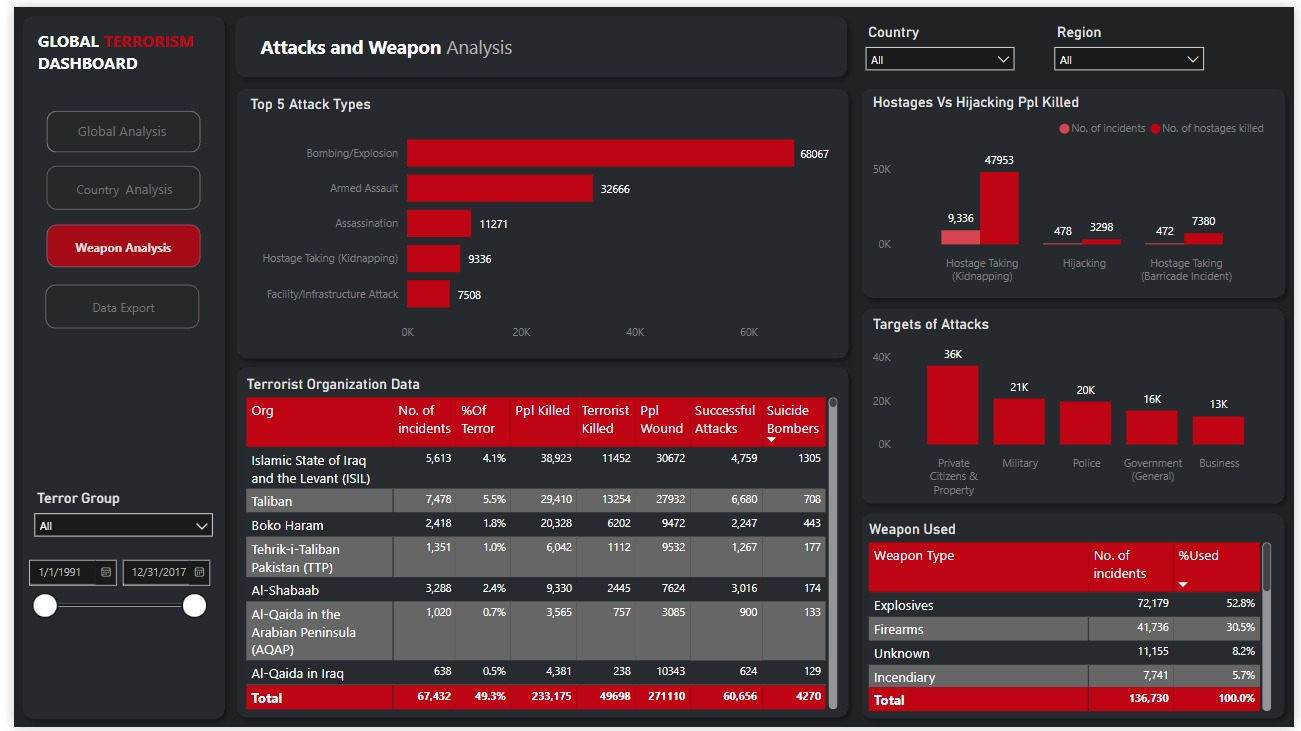 GLOBAL TERRORISM
DASHBOARD
Global Analysis
Country Analysis
Weapon Analysis
Data Export
Terror Group
All
1/1/1991 12/31/2017
Attacks and Weapon Analysis
Country
All
Region
All
Top 5 Attack Types
Bombing/Explosion 68067
Armed Assault 32666
Assassination 11271
Hostage Taking (Kidnapping) 9336
Facility/Infrastructure Attack 7508
0K 20K 40K 60K
Hostages Vs Hijacking Ppl Killed
No. of incidents No. of hostages killed
50K
0K
9,336 47953
478 3298
472 7380
Hostage Taking
(Kidnapping)
Hijacking
Hostage Taking
(Barricade Incident)
Targets of Attacks
40K
20K
0K
36K 21K 20K 16K 13K
Private
Citizens &
Property
Military
Police
Government
(General)
Business
Terrorist Organization Data
Org
No. of
incidents
%Of
Terror
Ppl Killed
Terrorist
Killed
Ppl
Wound
Successful
Attacks
Suicide
Bombers
Islamic State of Iraq
and the Levant (ISIL)
5,613 4.1% 38,923 11452 30672 4,759 1305
Taliban 7,478 5.5% 29,410 13254 27932 6,680 708
Boko Haram 2,418 1.8% 20,328 6202 9472 2,247 443
Tehrik-i-Taliban
Pakistan (TTP)
1,351 1.0% 6,042 1112 9532 1,267 177
Al-Shabaab 3,288 2.4% 9,330 2445 7624 3,016 174
Al-Qaida in the
Arabian Peninsula
(AQAP)
1,020 0.7% 3,565 757 3085 900 133
Al-Qaida in Iraq 638 0.5% 4,381 238 10343 624 129
Total 67,432 49.3% 233,175 49698 271110 60,656 4270
Weapon Used
Weapon Type
No. of
incidents
%Used
Explosives 72,179 52.8%
Firearms 41,736 30.5%
Unknown 11,155 8.2%
Incendiary 7,741 5.7%
Total 136,730 100.0%